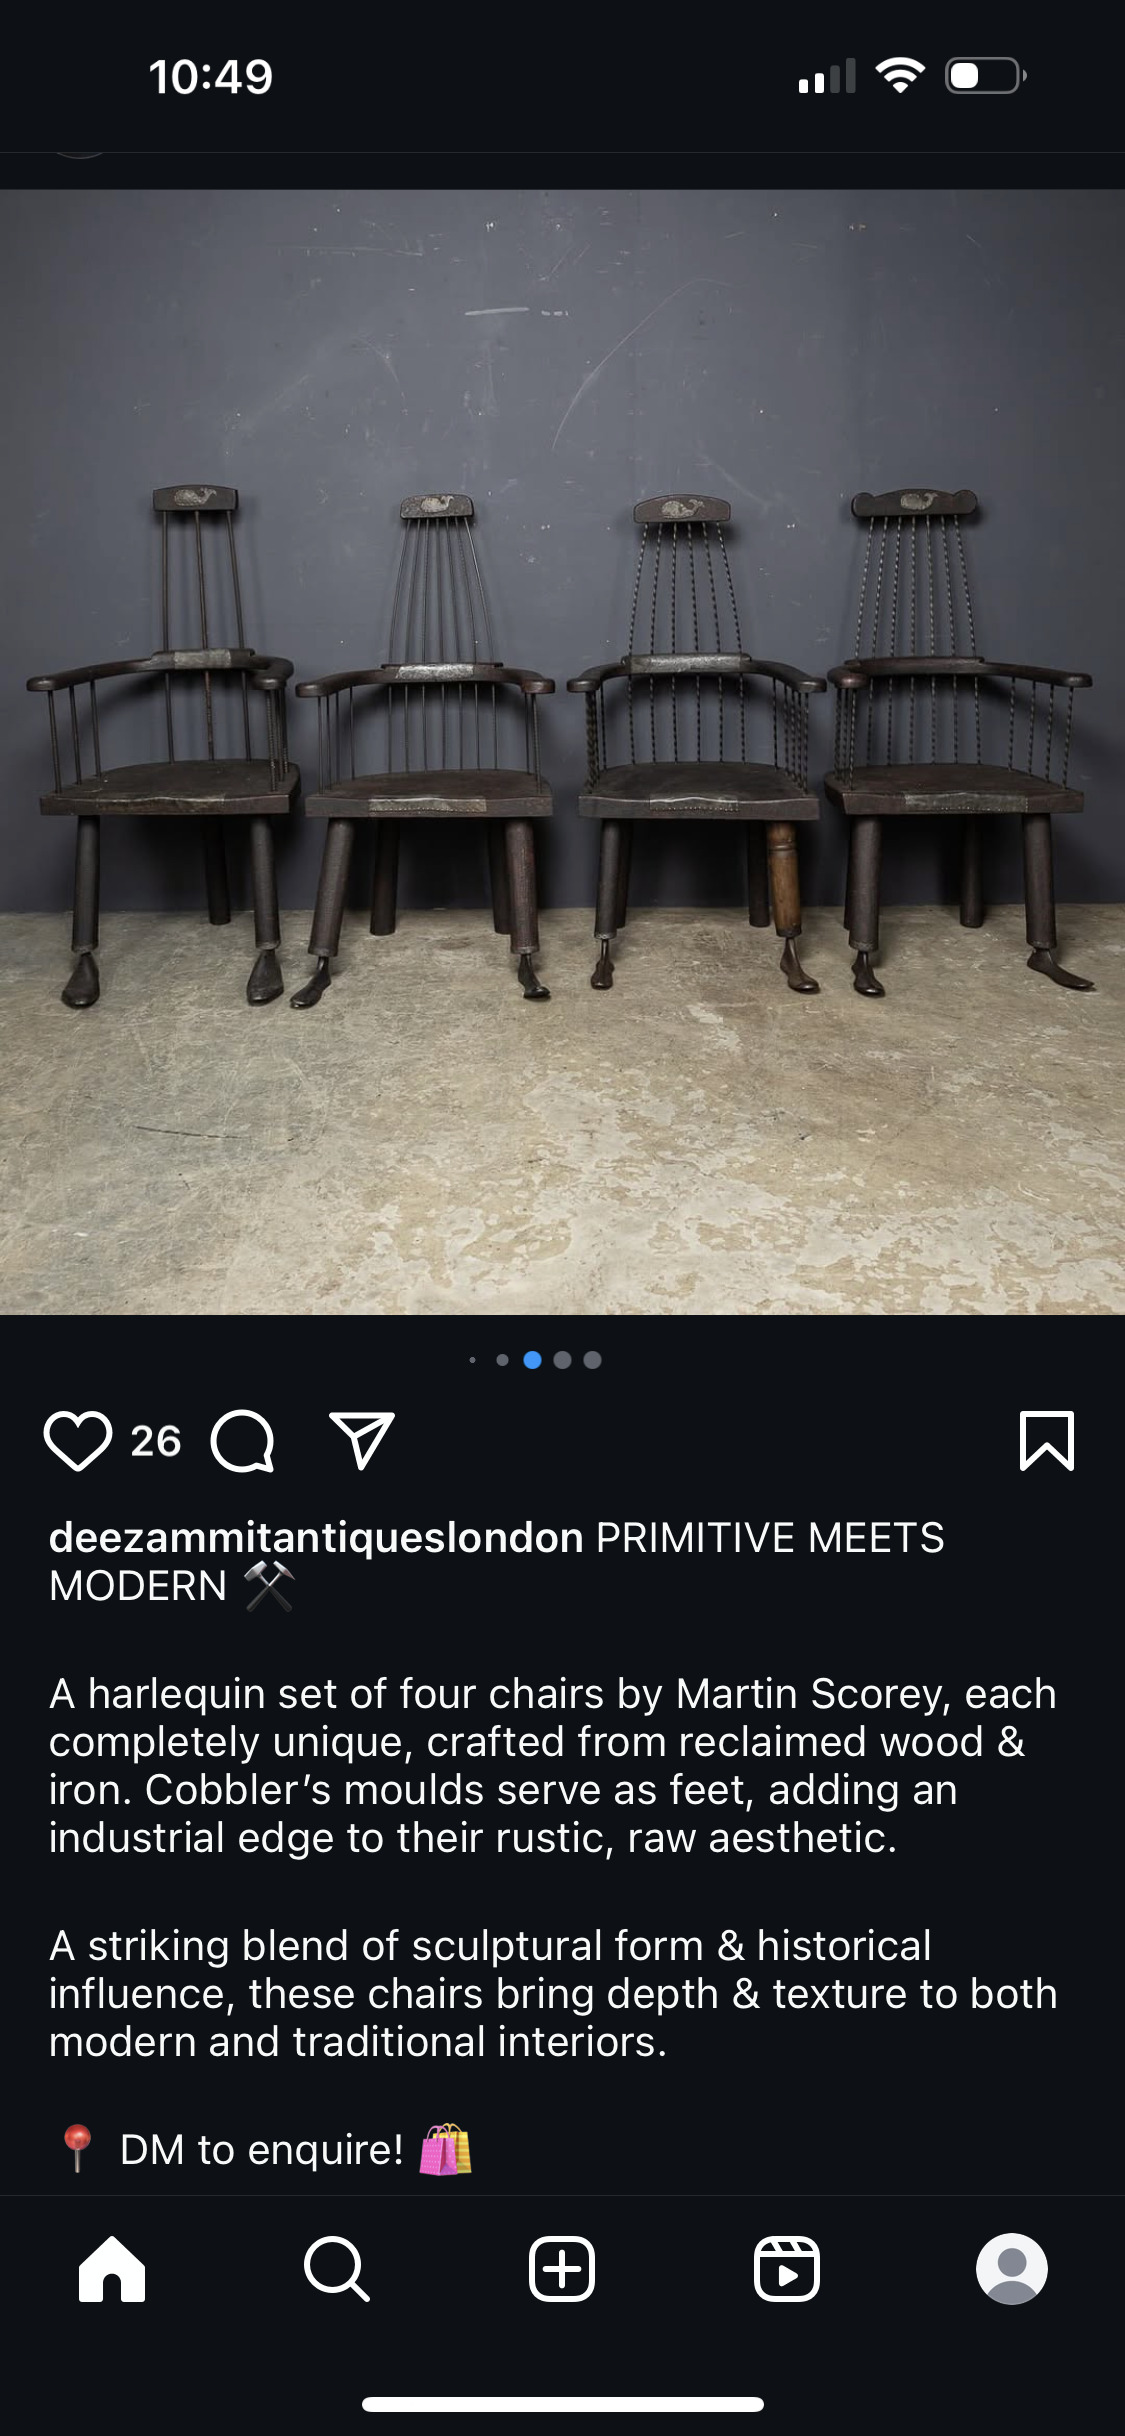 10:49
26
deezammitantiqueslondon PRIMITIVE MEETS
MODERN ⚒️
A harlequin set of four chairs by Martin Scorey, each
completely unique, crafted from reclaimed wood &
iron. Cobbler’s moulds serve as feet, adding an
industrial edge to their rustic, raw aesthetic.
A striking blend of sculptural form & historical
influence, these chairs bring depth & texture to both
modern and traditional interiors.
📍 DM to enquire! 🛍️